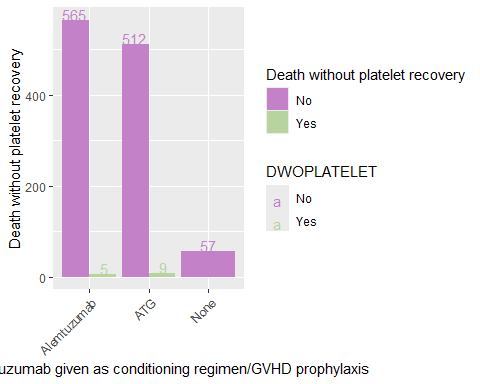 565
512
57
5
9
400
200
0
Death without platelet recovery
Alemtuzumab
ATG
None
uzumab given as conditioning regimen/GVHD prophylaxis
Death without platelet recovery
No
Yes
DWOPLATELET
a No
a Yes